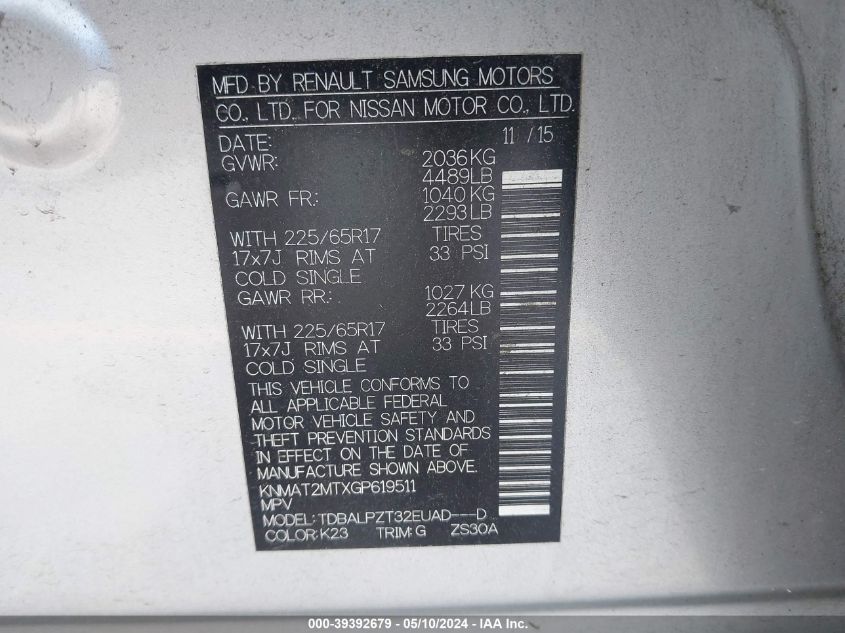 MFD BY RENAULT SAMSUNG MOTORS
CO., LTD. FOR NISSAN MOTOR CO., LTD.
DATE: 11 / 15
GVWR: 2036KG
4489LB
GAWR FR.: 1040KG
2293LB
WITH 225/65R17 TIRES
17x7J RIMS AT 33 PSI
COLD SINGLE
GAWR RR.: 1027KG
2264LB
WITH 225/65R17 TIRES
17x7J RIMS AT 33 PSI
COLD SINGLE
THIS VEHICLE CONFORMS TO
ALL APPLICABLE FEDERAL
MOTOR VEHICLE SAFETY AND
THEFT PREVENTION STANDARDS
IN EFFECT ON THE DATE OF
MANUFACTURE SHOWN ABOVE.
KNMAT2MTXGP619511
MPV
MODEL:TDBALPZT32EUAD---D
COLOR:K23 TRIM:G ZS30A
000-39392679 - 05/10/2024 - IAA Inc.